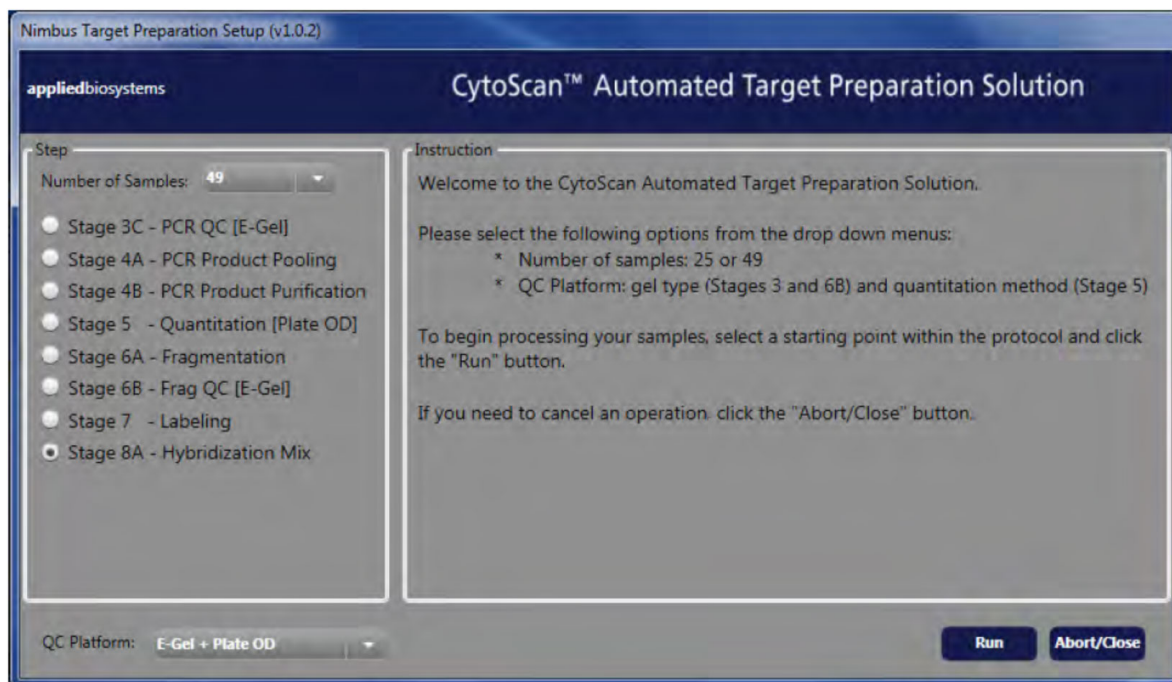 Nimbus Target Preparation Setup (v1.0.2)
appliedbiosystems
CytoScan™ Automated Target Preparation Solution
Step
Number of Samples: 49
Stage 3C - PCR QC [E-Gel]
Stage 4A - PCR Product Pooling
Stage 4B - PCR Product Purification
Stage 5 - Quantitation [Plate OD]
Stage 6A - Fragmentation
Stage 6B - Frag QC [E-Gel]
Stage 7 - Labeling
Stage 8A - Hybridization Mix
Instruction
Welcome to the CytoScan Automated Target Preparation Solution.
Please select the following options from the drop down menus:
* Number of samples: 25 or 49
* QC Platform: gel type (Stages 3 and 6B) and quantitation method (Stage 5)
To begin processing your samples, select a starting point within the protocol and click
the "Run" button.
If you need to cancel an operation, click the "Abort/Close" button.
QC Platform: E-Gel + Plate OD
Run
Abort/Close